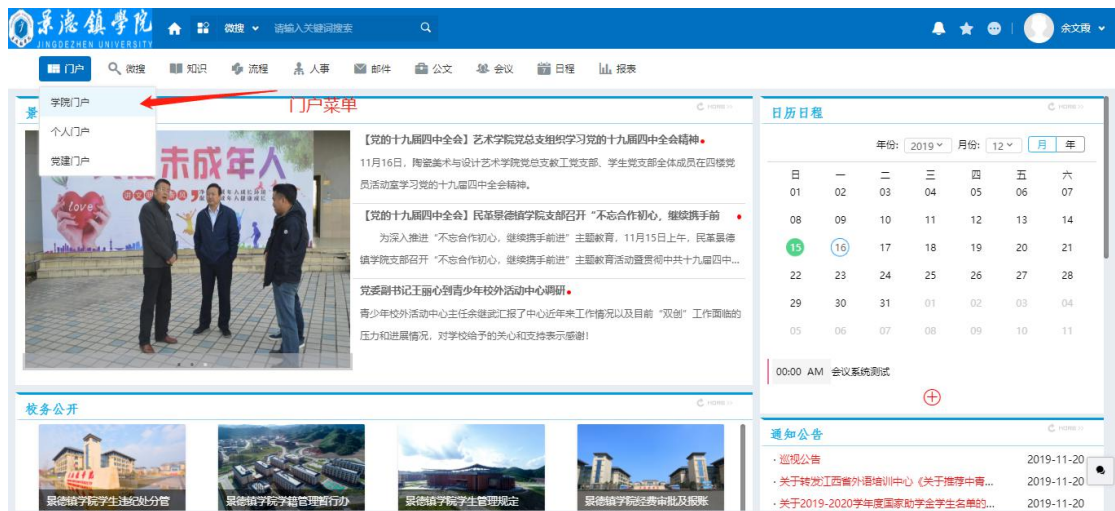 景德鎮學院
JINGDEZHEN UNIVERSITY
微搜 请输入关键词搜索 余文霞
门户 微搜 知识 流程 人事 邮件 公文 会议 日程 报表
学院门户
个人门户
党建门户
门户菜单
HOME >>
未成年人
Love
【党的十九届四中全会】艺术学院党总支组织学习党的十九届四中全会精神
11月16日，陶瓷美术与设计艺术学院党总支教工党支部、学生党支部全体成员在四楼党
员活动室学习党的十九届四中全会精神。
【党的十九届四中全会】民革景德镇学院支部召开“不忘合作初心，继续携手前
为深入推进“不忘合作初心，继续携手前进”主题教育，11月15日上午，民革景德
镇学院支部召开“不忘合作初心，继续携手前进”主题教育活动暨贯彻中共十九届四中...
党委副书记王丽心到青少年校外活动中心调研
青少年校外活动中心主任余继武汇报了中心近年来工作情况以及目前“双创”工作面临的
压力和进展情况，对学校给予的关心和支持表示感谢！
日历日程
HOME >>
年份: 2019 月份: 12 月 年
日 一 二 三 四 五 六
01 02 03 04 05 06 07
08 09 10 11 12 13 14
15 16 17 18 19 20 21
22 23 24 25 26 27 28
29 30 31 01 02 03 04
05 06 07 08 09 10 11
00:00 AM 会议系统测试
校务公开
HOME >>
景德镇学院学生违纪处分管
景德镇学院学籍管理暂行办
景德镇学院学生管理规定
景德镇学院经费审批及报账
通知公告
HOME >>
· 巡视公告 2019-11-20
· 关于转发江西省外语培训中心《关于推荐中青... 2019-11-20
· 关于2019-2020学年度国家助学金学生名单的... 2019-11-20